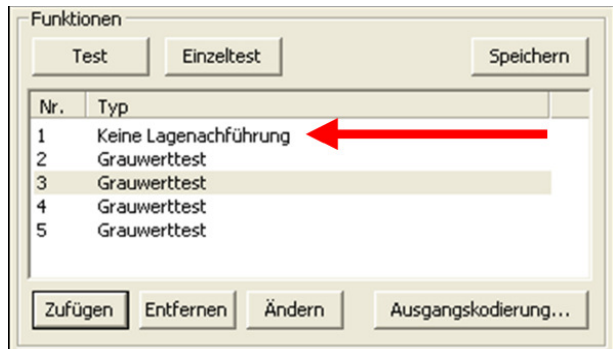 Funktionen
Test Einzeltest Speichern
Nr. Typ
1 Keine Lagenachführung
2 Grauwerttest
3 Grauwerttest
4 Grauwerttest
5 Grauwerttest
Zufügen Entfernen Ändern Ausgangskodierung...